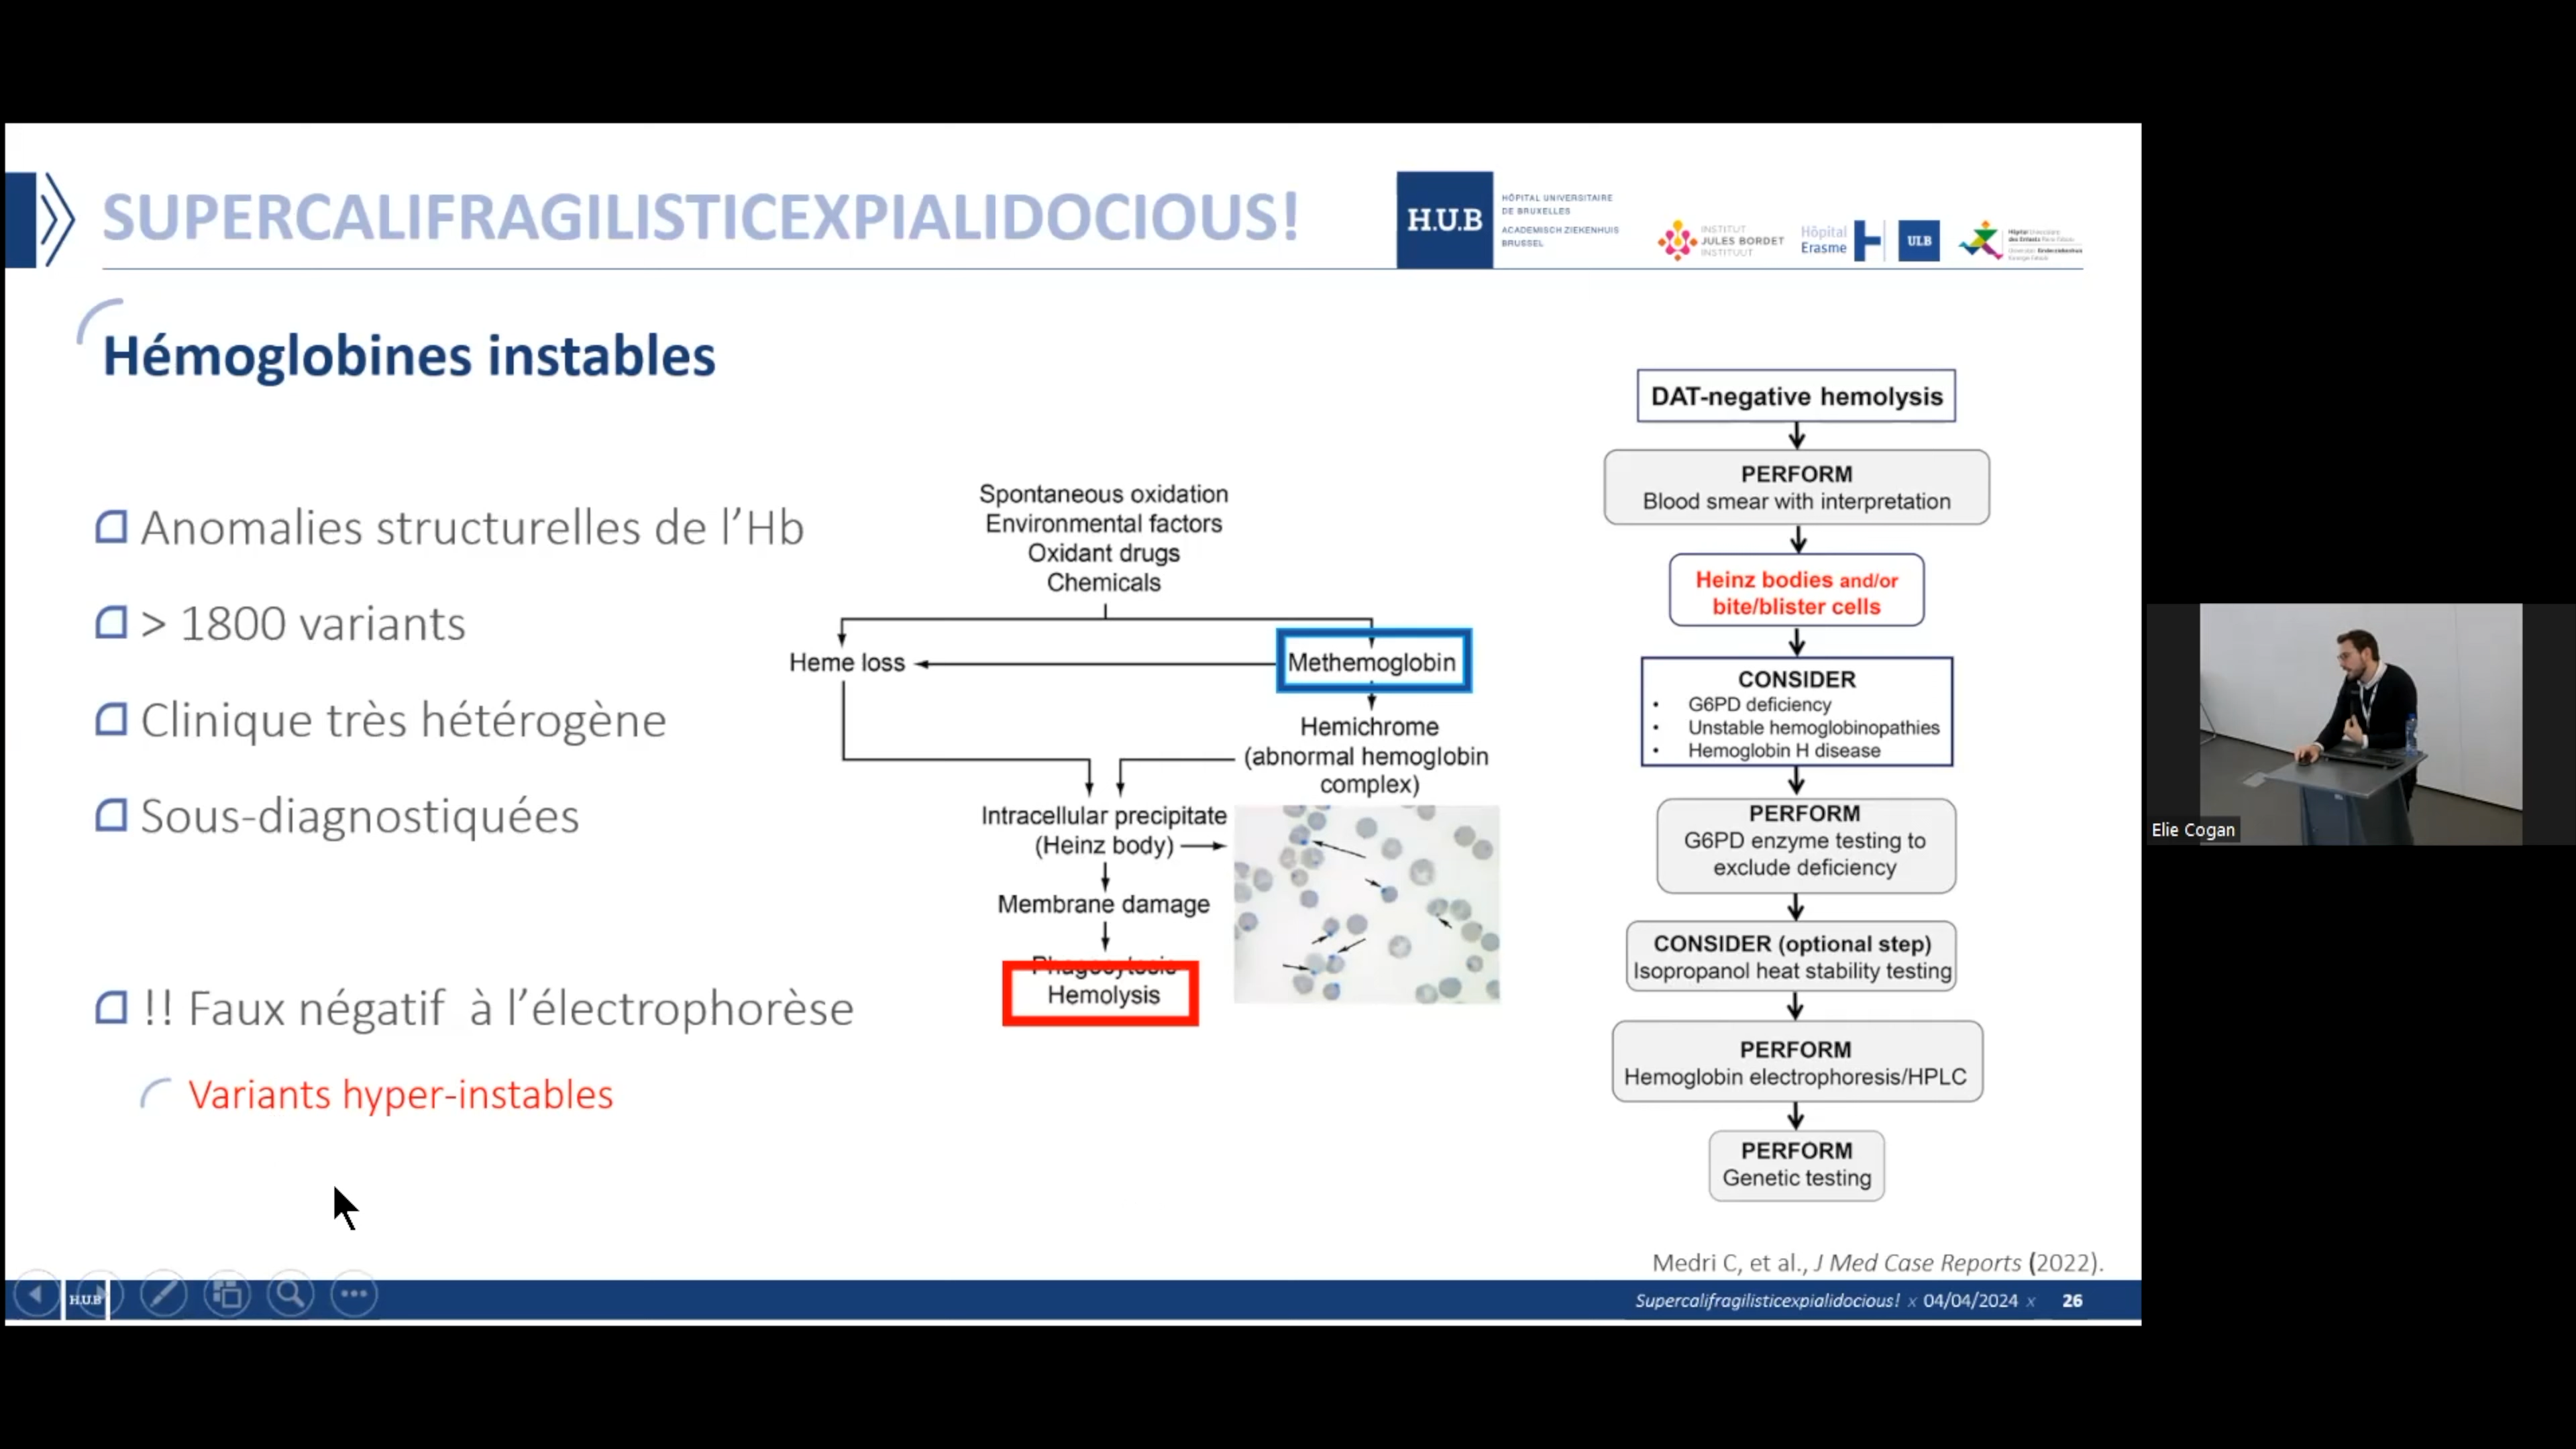 SUPERCALIFRAGILISTICEXPIALIDOCIOUS!
H.U.B
HÔPITAL UNIVERSITAIRE
DE BRUXELLES
ACADEMISCH ZIEKENHUIS
BRUSSEL
INSTITUT
JULES BORDET
INSTITUUT
Hôpital
Erasme
ULB
Hémoglobines instables
Anomalies structurelles de l’Hb
> 1800 variants
Clinique très hétérogène
Sous-diagnostiquées
!! Faux négatif à l’électrophorèse
Variants hyper-instables
Spontaneous oxidation
Environmental factors
Oxidant drugs
Chemicals
Heme loss
Methemoglobin
Hemichrome
(abnormal hemoglobin
complex)
Intracellular precipitate
(Heinz body)
Membrane damage
Phagocytosis
Hemolysis
DAT-negative hemolysis
PERFORM
Blood smear with interpretation
Heinz bodies and/or
bite/blister cells
CONSIDER
• G6PD deficiency
• Unstable hemoglobinopathies
• Hemoglobin H disease
PERFORM
G6PD enzyme testing to
exclude deficiency
CONSIDER (optional step)
Isopropanol heat stability testing
PERFORM
Hemoglobin electrophoresis/HPLC
PERFORM
Genetic testing
Medri C, et al., J Med Case Reports (2022).
H.U.B
Supercalifragilisticexpialidocious! x 04/04/2024 x 26
Elie Cogan